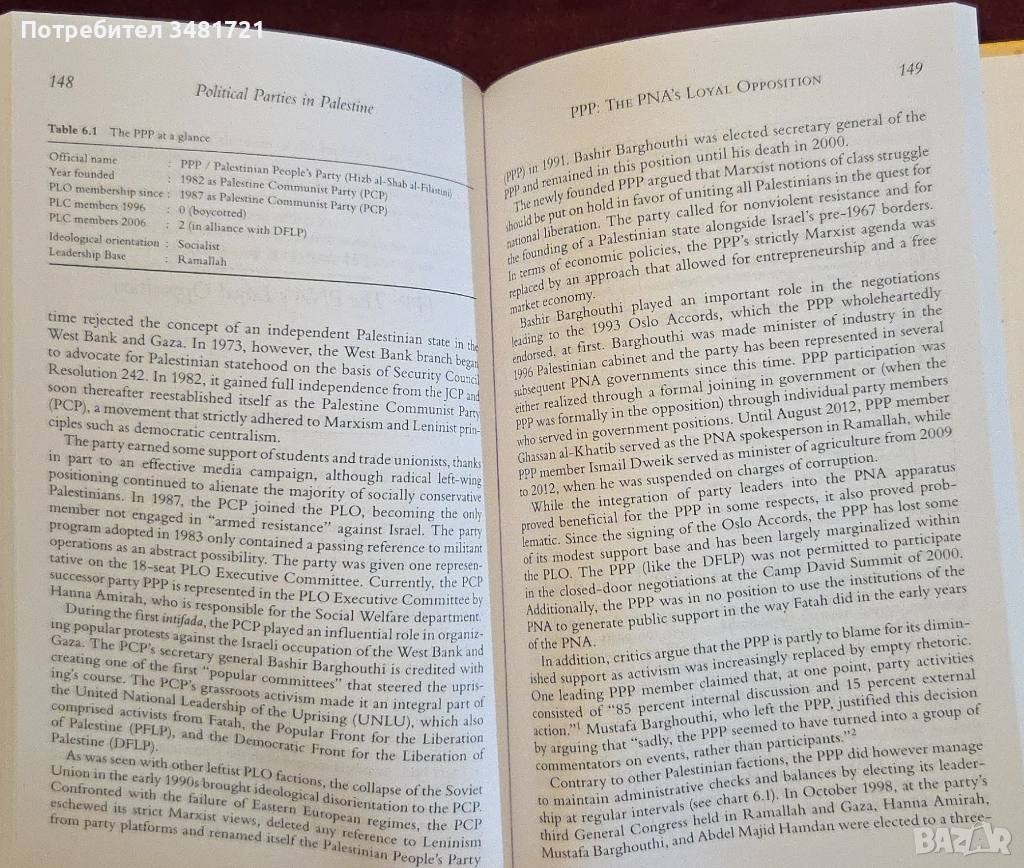 Потребител 3481721
148
Political Parties in Palestine
Table 6.1 The PPP at a glance
Official name : PPP / Palestinian People's Party (Hizb al-Shab al-Filastini)
Year founded : 1982 as Palestinian Communist Party (PCP)
PLO membership since : 1987 as Palestine Communist Party (PCP)
PLC members 1996 : 0 (boycotted)
PLC members 2006 : 2 (in alliance with DFLP)
Ideological orientation : Socialist
Leadership Base : Ramallah
time rejected the concept of an independent Palestinian state in the
West Bank and Gaza. In 1973, however, the West Bank branch began
to advocate for Palestinian statehood on the basis of Security Council
Resolution 242. In 1982, it gained full independence from the JCP and
soon thereafter reestablished itself as the Palestine Communist Party
(PCP), a movement that strictly adhered to Marxism and Leninist prin-
ciples such as democratic centralism.
The party earned some support of students and trade unionists, thanks
in part to an effective media campaign, although radical left-wing
positioning continued to alienate the majority of socially conservative
Palestinians. In 1987, the PCP joined the PLO, becoming the only
member not engaged in "armed resistance" against Israel. The party
program adopted in 1983 only contained a passing reference to militant
operations as an abstract possibility. The party was given one represen-
tative on the 18-seat PLO Executive Committee. Currently, the PCP
successor party PPP is represented in the PLO Executive Committee by
Hanna Amirah, who is responsible for the Social Welfare department.
During the first intifada, the PCP played an influential role in organiz-
ing popular protests against the Israeli occupation of the West Bank and
Gaza. The PCP's secretary general Bashir Barghouthi is credited with
creating one of the first "popular committees" that steered the upris-
ing's course. The PCP's grassroots activism made it an integral part of
the United National Leadership of the Uprising (UNLU), which also
comprised activists from Fatah, the Popular Front for the Liberation
of Palestine (PFLP), and the Democratic Front for the Liberation of
Palestine (DFLP).
As was seen with other leftist PLO factions, the collapse of the Soviet
Union in the early 1990s brought ideological disorientation to the PCP.
Confronted with the failure of Eastern European regimes, the PCP
eschewed its strict Marxist views, deleted any reference to Leninism
from party platforms and renamed itself the Palestinian People's Party
PPP: The PNA's Loyal Opposition
149
(PPP) in 1991. Bashir Barghouthi was elected secretary general of the
PPP and remained in this position until his death in 2000.
The newly founded PPP argued that Marxist notions of class struggle
should be put on hold in favor of uniting all Palestinians in the quest for
national liberation. The party called for nonviolent resistance and for
the founding of a Palestinian state alongside Israel's pre-1967 borders.
In terms of economic policies, the PPP's strictly Marxist agenda was
replaced by an approach that allowed for entrepreneurship and a free
market economy.
Bashir Barghouthi played an important role in the negotiations
leading to the 1993 Oslo Accords, which the PPP wholeheartedly
endorsed, at first. Barghouthi was made minister of industry in the
1996 Palestinian cabinet and the party has been represented in several
subsequent PNA governments since this time. PPP participation was
either realized through a formal joining in government or (when the
PPP was formally in the opposition) through individual party members
who served in government positions. Until August 2012, PPP member
Ghassan al-Khatib served as the PNA spokesperson in Ramallah, while
PPP member Ismail Dweik served as minister of agriculture from 2009
to 2012, when he was suspended on charges of corruption.
While the integration of party leaders into the PNA apparatus
proved beneficial for the PPP in some respects, it also proved prob-
lematic. Since the signing of the Oslo Accords, the PPP has lost some
of its modest support base and has been largely marginalized within
the PLO. The PPP (like the DFLP) was not permitted to participate
in the closed-door negotiations at the Camp David Summit of 2000.
Additionally, the PPP was in no position to use the institutions of the
PNA to generate public support in the way Fatah did in the early years
of the PNA.
In addition, critics argue that the PPP is partly to blame for its dimin-
ished support as activism was increasingly replaced by empty rhetoric.
One leading PPP member claimed that, at one point, party activities
consisted of "85 percent internal discussion and 15 percent external
action."1 Mustafa Barghouthi, who left the PPP, justified this decision
by arguing that "sadly, the PPP seemed to have turned into a group of
commentators on events, rather than participants."2
Contrary to other Palestinian factions, the PPP did however manage
to maintain administrative checks and balances by electing its leader-
ship at regular intervals (see chart 6.1). In October 1998, at the party's
third General Congress held in Ramallah and Gaza, Hanna Amirah,
Mustafa Barghouthi, and Abdel Majid Hamdan were elected to a three-
BAZAR